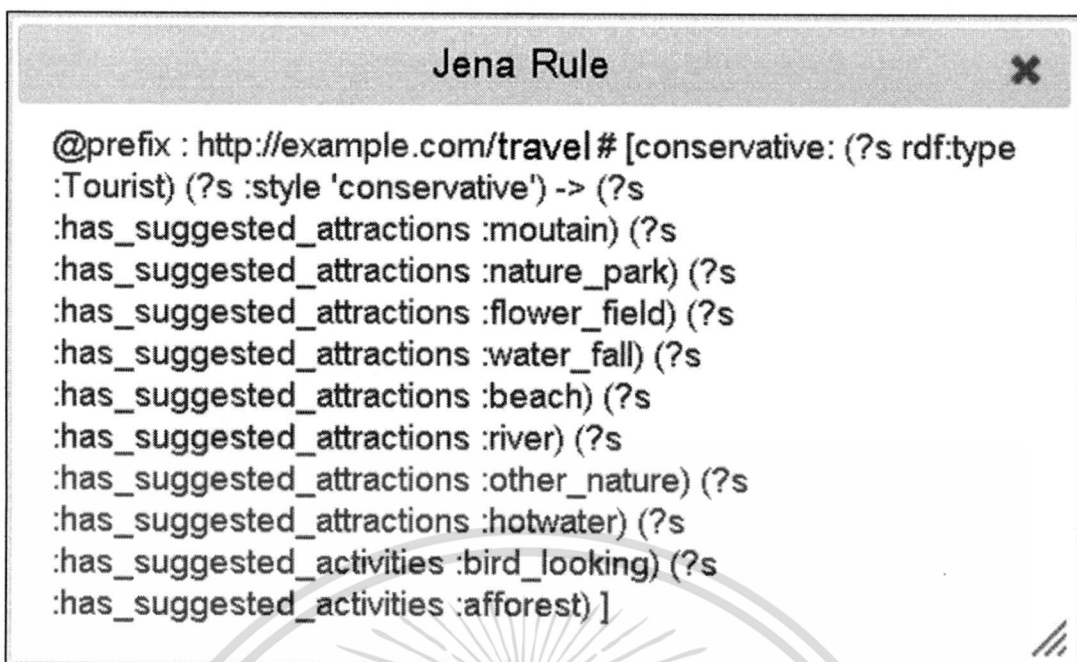 Jena Rule ✖
@prefix : http://example.com/travel# [conservative: (?s rdf:type
:Tourist) (?s :style 'conservative') -> (?s
:has_suggested_attractions :moutain) (?s
:has_suggested_attractions :nature_park) (?s
:has_suggested_attractions :flower_field) (?s
:has_suggested_attractions :water_fall) (?s
:has_suggested_attractions :beach) (?s
:has_suggested_attractions :river) (?s
:has_suggested_attractions :other_nature) (?s
:has_suggested_attractions :hotwater) (?s
:has_suggested_activities :bird_looking) (?s
:has_suggested_activities :afforest) ]